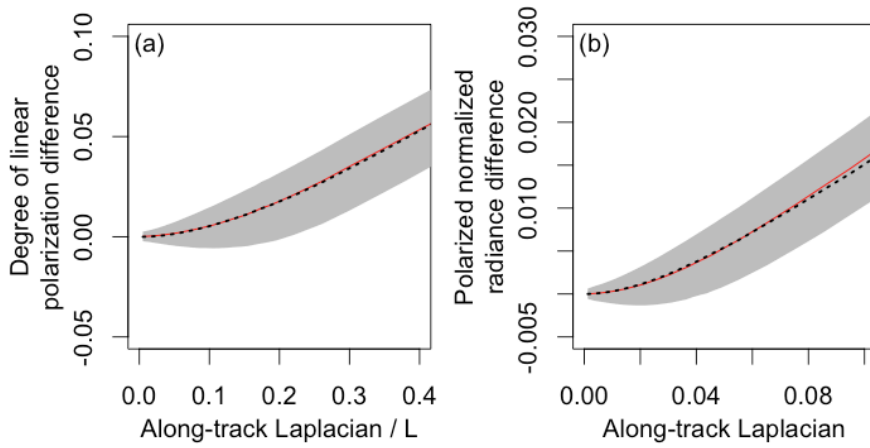 (a)
Degree of linear
polarization difference
0.10
0.05
0.00
-0.05
0.0 0.1 0.2 0.3 0.4
Along-track Laplacian / L
(b)
Polarized normalized
radiance difference
0.030
0.020
0.010
-0.005
0.00 0.04 0.08
Along-track Laplacian